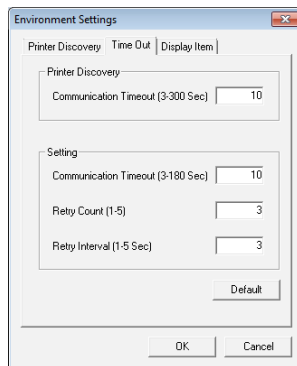 Environment Settings
Printer Discovery Time Out Display Item
Printer Discovery
Communication Timeout (3-300 Sec) 10
Setting
Communication Timeout (3-180 Sec) 10
Retry Count (1-5) 3
Retry Interval (1-5 Sec) 3
Default
OK Cancel